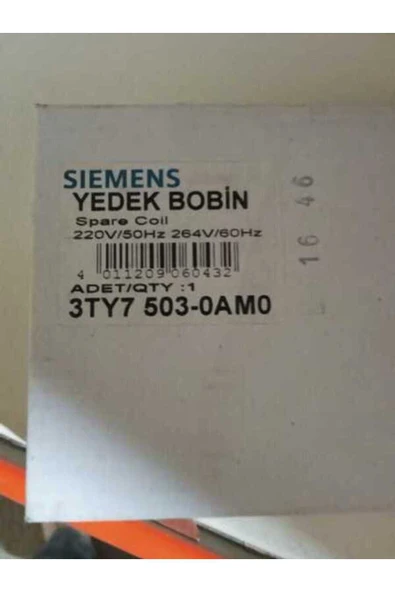 SIEMENS
YEDEK BOBİN
Spare Coil
220V/50Hz 264V/60Hz
4 011209 060432
ADET/QTY :1
3TY7 503-0AM0
16 46